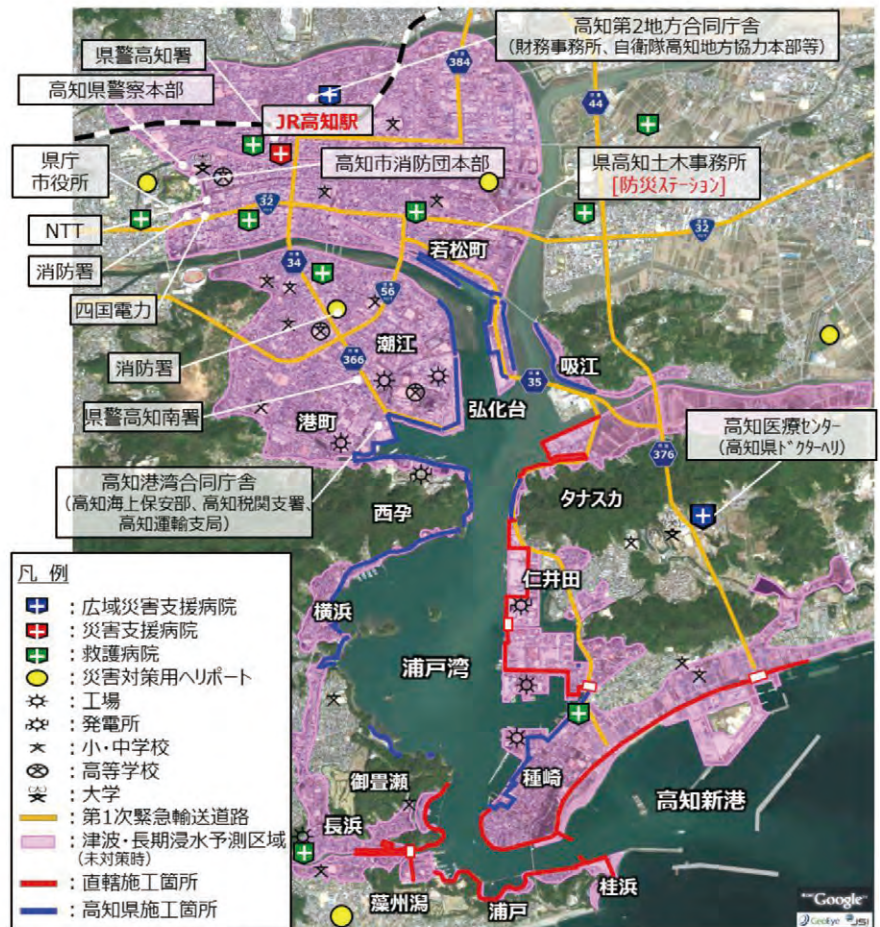 県警高知署
高知第2地方合同庁舎
(財務事務所、自衛隊高知地方協力本部等)
384
44
高知県警察本部
JR高知駅
県庁
市役所
高知市消防団本部
県高知土木事務所
[防災ステーション]
32
32
NTT
若松町
消防署
34
56
四国電力
潮江
吸江
消防署
366
35
弘化台
県警高知南署
港町
高知医療センター
(高知県ドクターヘリ)
376
高知港湾合同庁舎
(高知海上保安部、高知税関支署、
高知運輸支局)
西孕
タナスカ
凡 例
: 広域災害支援病院
仁井田
: 災害支援病院
横浜
: 救護病院
: 災害対策用ヘリポート
浦戸湾
: 工場
: 発電所
: 小・中学校
: 高等学校
御畳瀬
種崎
(大)
: 大学
高知新港
: 第1次緊急輸送道路
長浜
: 津波・長期浸水予測区域
(未対策時)
: 直轄施工箇所
桂浜
: 高知県施工箇所
藻州潟
浦戸
Google
GeoEye